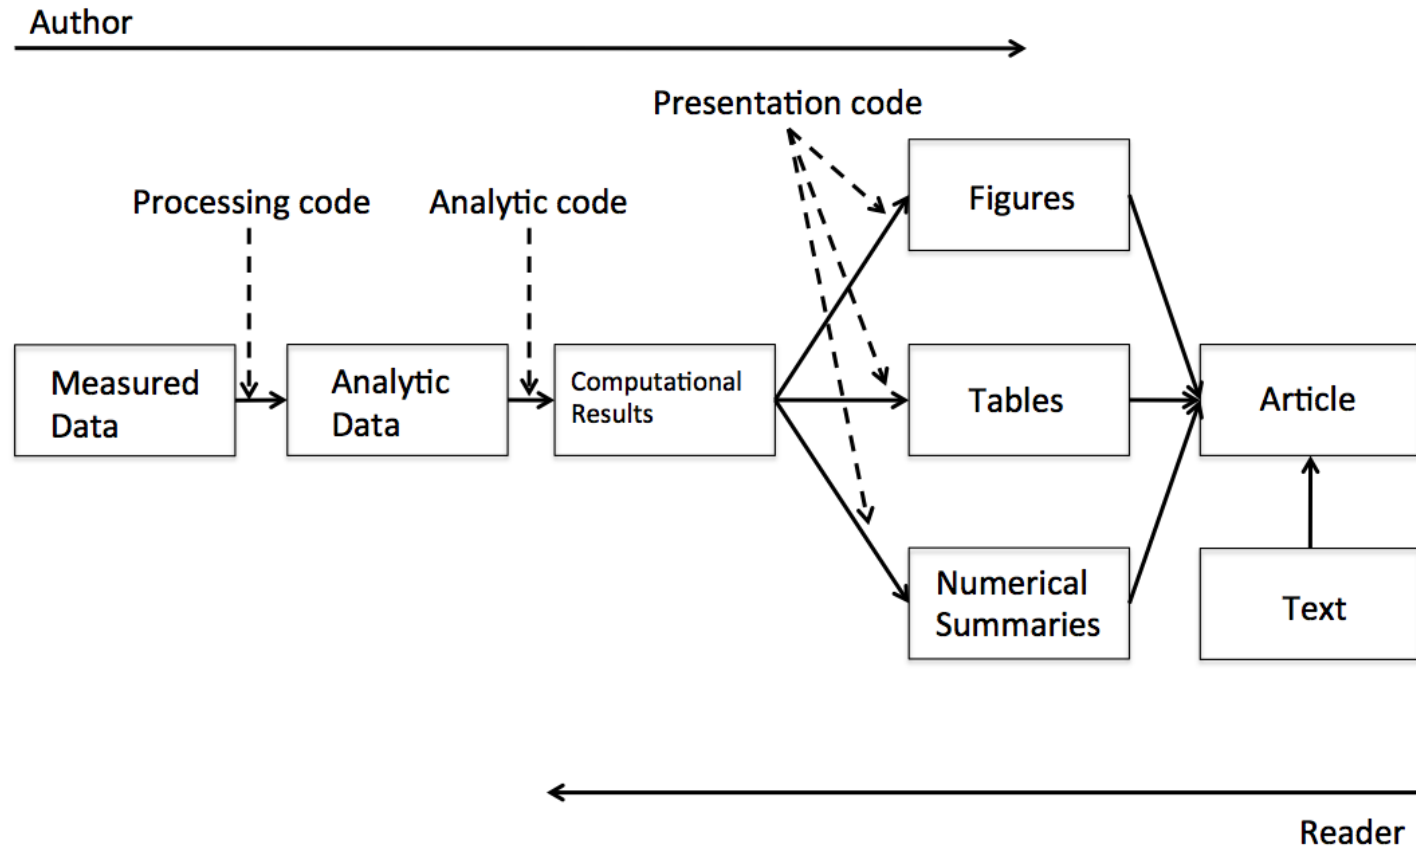 Author
Presentation code
Processing code
Analytic code
Figures
Measured
Data
Analytic
Data
Computational
Results
Tables
Article
Numerical
Summaries
Text
Reader